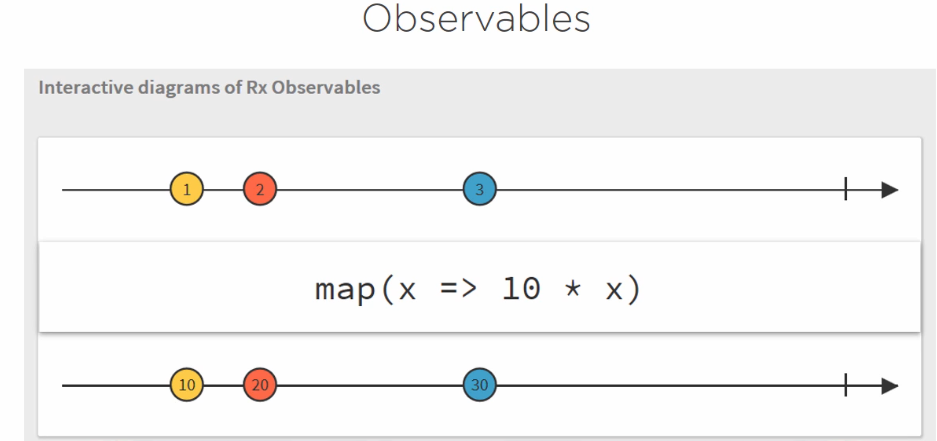 Observables
Interactive diagrams of Rx Observables
1 2 3
map(x => 10 * x)
10 20 30